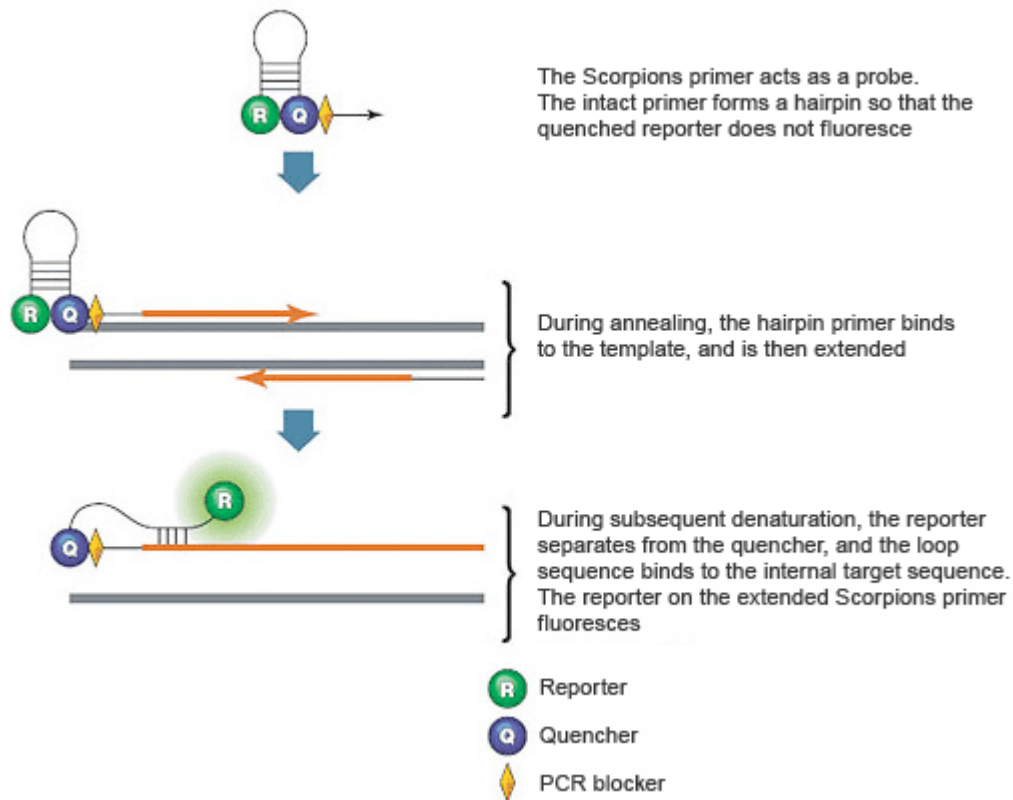 The Scorpions primer acts as a probe.
The intact primer forms a hairpin so that the
quenched reporter does not fluoresce
R Q
R Q
During annealing, the hairpin primer binds
to the template, and is then extended
R
Q
During subsequent denaturation, the reporter
separates from the quencher, and the loop
sequence binds to the internal target sequence.
The reporter on the extended Scorpions primer
fluoresces
R Reporter
Q Quencher
PCR blocker